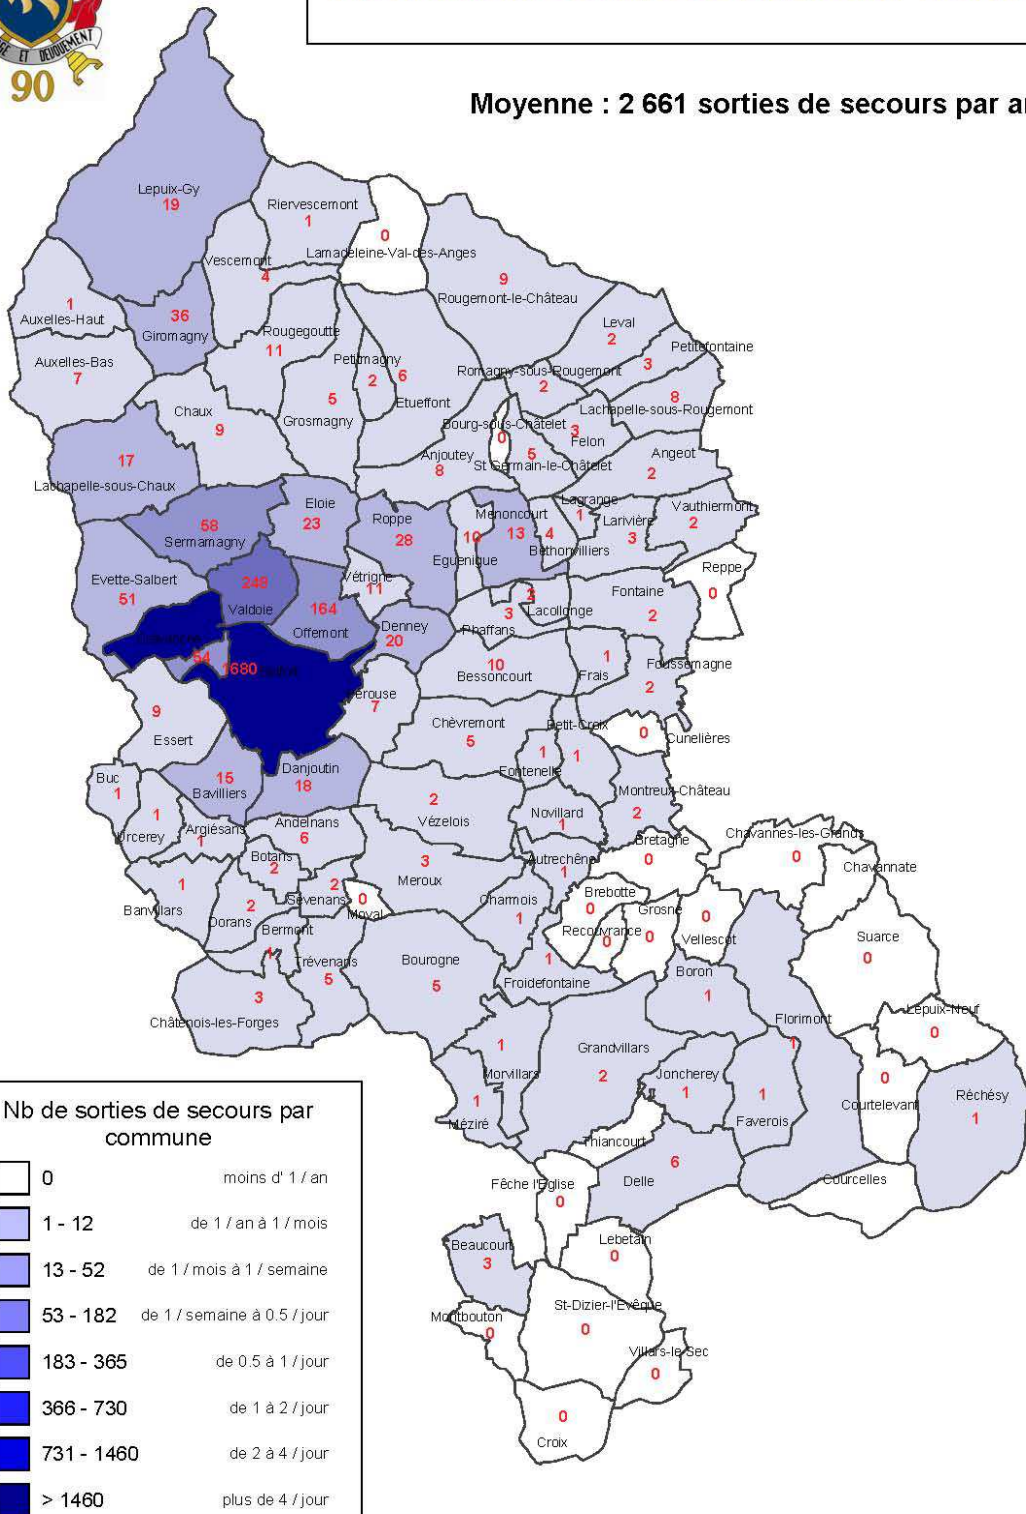 GE ET DEVOUEMENT
90
Moyenne : 2 661 sorties de secours par an
Lepuix-Gy
19
Riervescemont
1
0
Lamadeleine-Val-des-Anges
Vescemont
4
9
Rougemont-le-Château
1
Auxelles-Haut
36
Giromagny
Leval
2
Rougegoutte
11
Petitefontaine
3
Auxelles-Bas
7
Petitmagny
2
6
Etueffont
Romagny-sous-Rougemont
2
8
Lachapelle-sous-Rougemont
5
Grosmagny
Chaux
9
Bourg-sous-Châtelet
0
3
Felon
Anjoutey
8
5
St Germain-le-Châtelet
Angeot
2
17
Lachapelle-sous-Chaux
Eloie
23
Lagrange
1
Vauthiermont
2
58
Sermamagny
Roppe
28
10
Eguenigue
Menoncourt
13
4
Bethonvilliers
Larivière
3
Reppe
0
Evette-Salbert
51
248
Valdoie
Vétrigne
11
164
Offemont
3
Lacollonge
Fontaine
2
3
Phaffans
Denney
20
54
1680
10
Bessoncourt
1
Frais
Foussemagne
2
Pérouse
7
9
Essert
Chèvremont
5
Petit-Croix
1
0
Cunelières
1
Fontenelle
Buc
1
15
Bavilliers
Danjoutin
18
2
Vézelois
Montreux-Château
2
1
Urcerey
Argiésans
1
Andelnans
6
Novillard
1
Bretagne
0
Chavannes-les-Grands
0
Botans
2
3
Meroux
Autrechêne
1
Chavannate
1
Banvillars
2
Dorans
2
Sévenans
0
Moval
Charmois
1
Brebotte
0
Grosne
0
0
Vellescot
Recouvrance
0
Suarce
0
Bermont
1
Trévenans
5
Bourogne
5
1
Froidefontaine
Boron
1
3
Châtenois-les-Forges
Florimont
1
Lepuix-Neuf
0
1
Morvillars
Grandvillars
2
Joncherey
1
1
Faverois
0
Courtelevant
Réchésy
1
1
Méziré
Thiancourt
6
Delle
Courcelles
Fêche l'Eglise
0
Beaucourt
3
Lebetain
0
Montbouton
0
St-Dizier-l'Evêque
0
Villars-le-Sec
0
0
Croix
Nb de sorties de secours par
commune
0 moins d' 1 / an
1 - 12 de 1 / an à 1 / mois
13 - 52 de 1 / mois à 1 / semaine
53 - 182 de 1 / semaine à 0.5 / jour
183 - 365 de 0.5 à 1 / jour
366 - 730 de 1 à 2 / jour
731 - 1460 de 2 à 4 / jour
> 1460 plus de 4 / jour